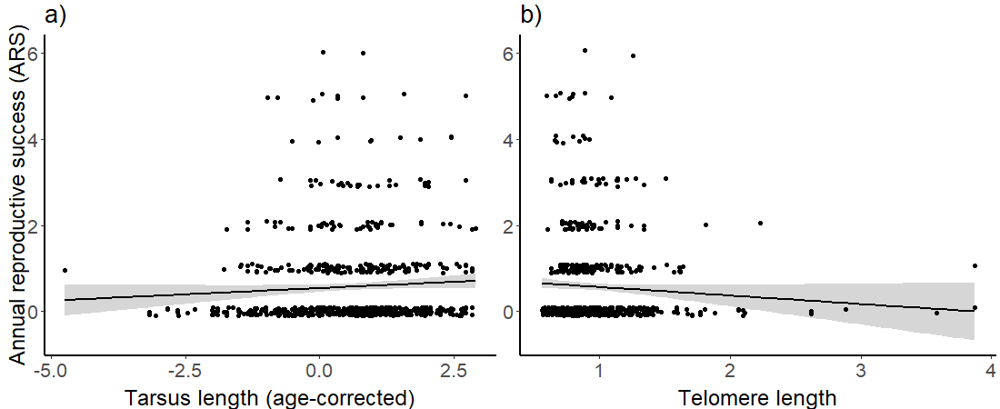 a)
b)
Annual reproductive success (ARS)
6
4
2
0
6
4
2
0
-5.0 -2.5 0.0 2.5
1 2 3 4
Tarsus length (age-corrected)
Telomere length